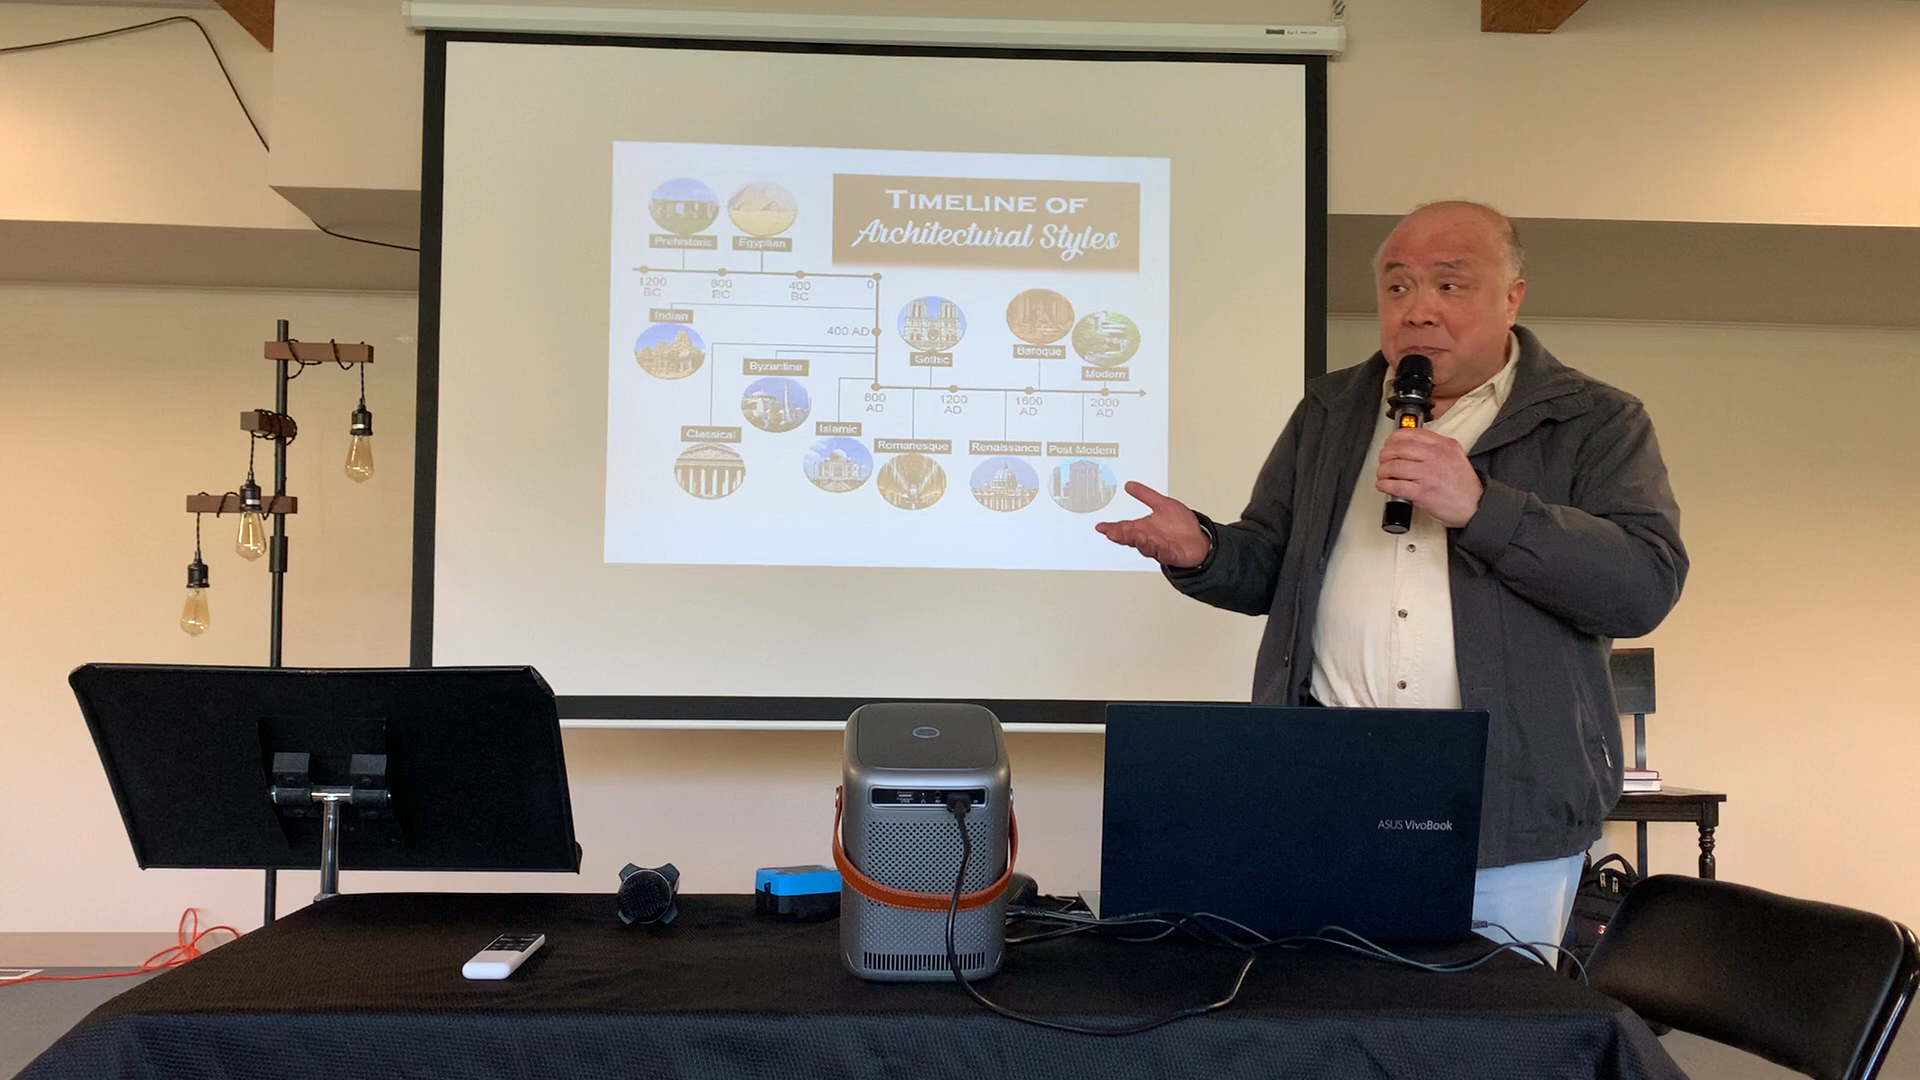 TIMELINE OF
Architectural Styles
Prehistoric
Egyptian
1200
BC
800
BC
400
BC
0
Indian
400 AD
Gothic
Baroque
Modern
Byzantine
800
AD
1200
AD
1600
AD
2000
AD
Classical
Islamic
Romanesque
Renaissance
Post Modern
ASUS VivoBook